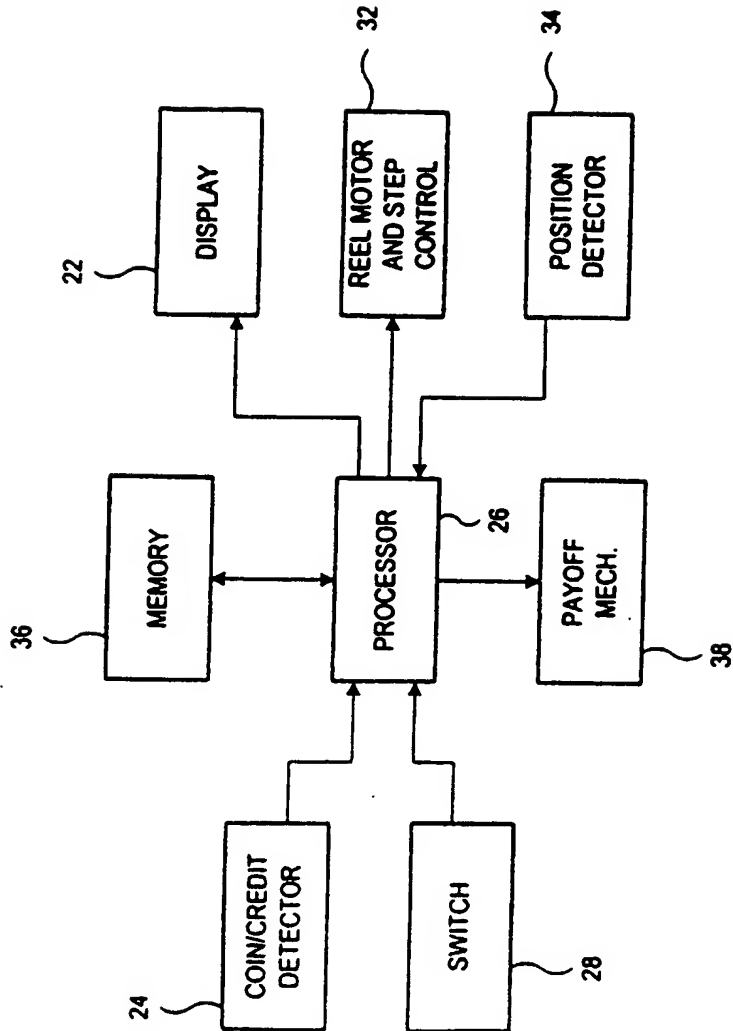 22
DISPLAY
32
REEL MOTOR
AND STEP
CONTROL
34
POSITION
DETECTOR
36
MEMORY
PROCESSOR
26
PAYOFF
MECH.
38
24
COIN/CREDIT
DETECTOR
SWITCH
28